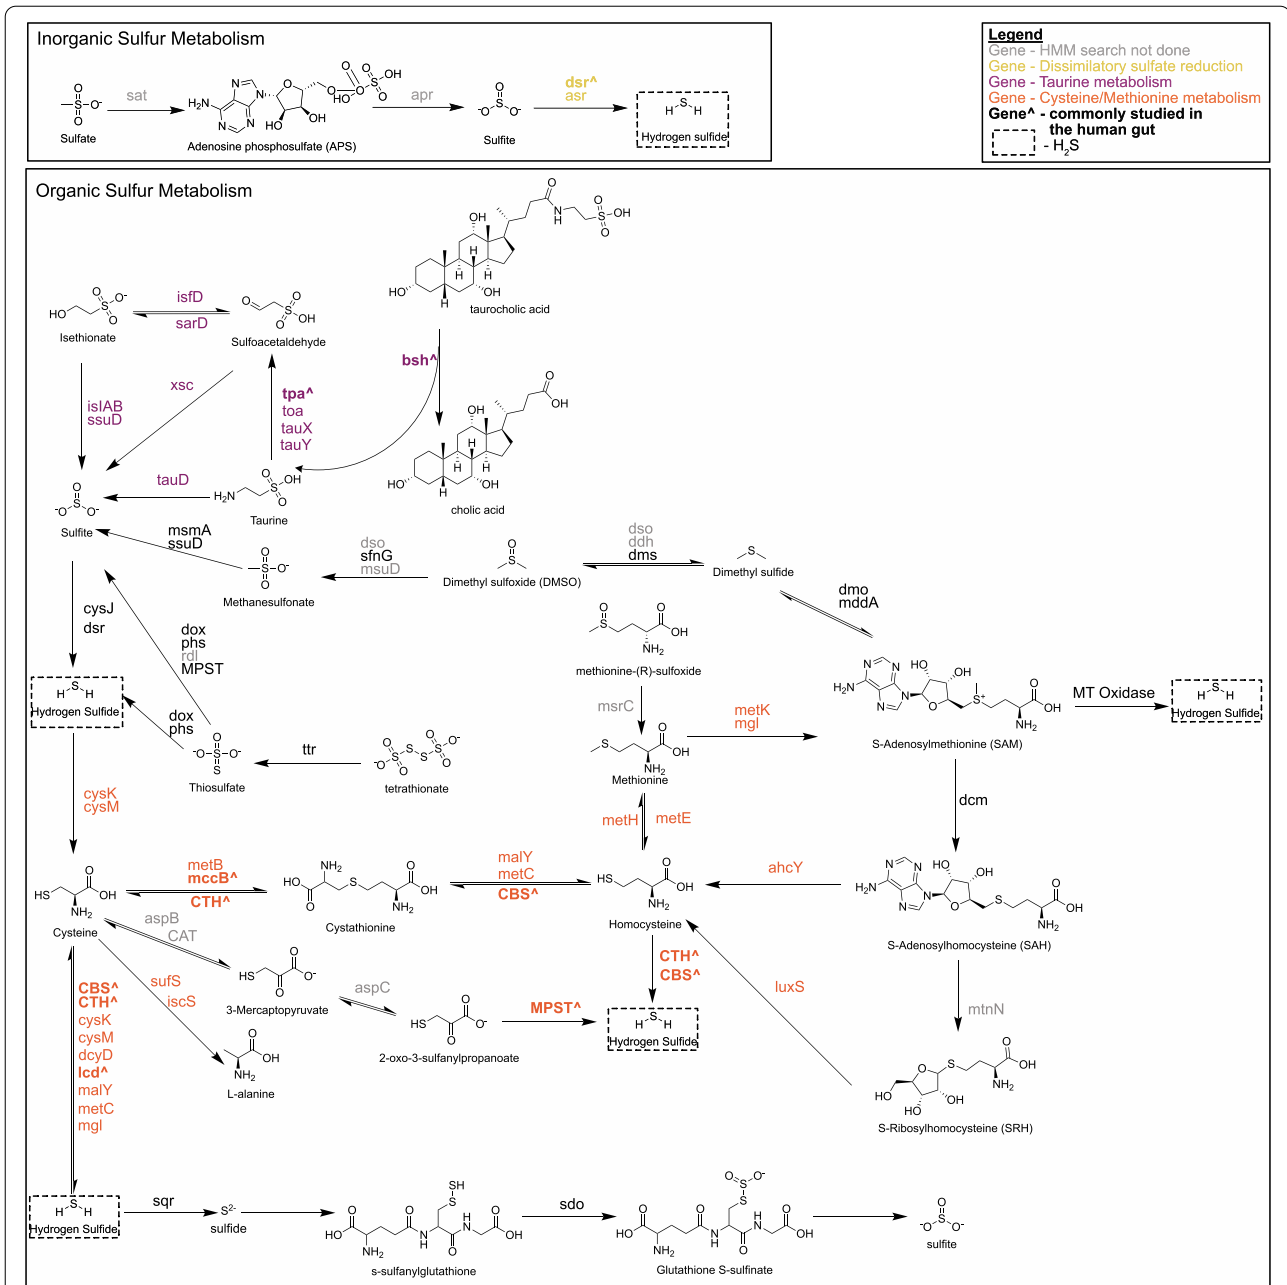 Inorganic Sulfur Metabolism
Sulfate
sat
Adenosine phosphosulfate (APS)
apr
Sulfite
dsr^
asr
Hydrogen sulfide
Legend
Gene - HMM search not done
Gene - Dissimilatory sulfate reduction
Gene - Taurine metabolism
Gene - Cysteine/Methionine metabolism
Gene^ - commonly studied in
the human gut
- H2S
Organic Sulfur Metabolism
taurocholic acid
isfD
sarD
Isethionate
Sulfoacetaldehyde
bsh^
xsc
tpa^
toa
tauX
tauY
islAB
ssuD
tauD
Taurine
cholic acid
Sulfite
msmA
ssuD
Methanesulfonate
dso
sfnG
msuD
Dimethyl sulfoxide (DMSO)
dso
ddh
dms
Dimethyl sulfide
dmo
mddA
cysJ
dsr
dox
phs
rdl
MPST
methionine-(R)-sulfoxide
msrC
Hydrogen Sulfide
dox
phs
Thiosulfate
ttr
tetrathionate
Methionine
metK
mgl
S-Adenosylmethionine (SAM)
MT Oxidase
Hydrogen Sulfide
dcm
cysK
cysM
metH
metE
Cysteine
metB
mccB^
CTH^
Cystathionine
malY
metC
CBS^
Homocysteine
ahcY
S-Adenosylhomocysteine (SAH)
aspB
CAT
3-Mercaptopyruvate
aspC
2-oxo-3-sulfanylpropanoate
MPST^
CTH^
CBS^
Hydrogen Sulfide
luxS
mtnN
S-Ribosylhomocysteine (SRH)
sufS
iscS
L-alanine
CBS^
CTH^
cysK
cysM
dcyD
lcd^
malY
metC
mgl
Hydrogen Sulfide
sqr
S2-
sulfide
s-sulfanylglutathione
sdo
Glutathione S-sulfinate
sulfite